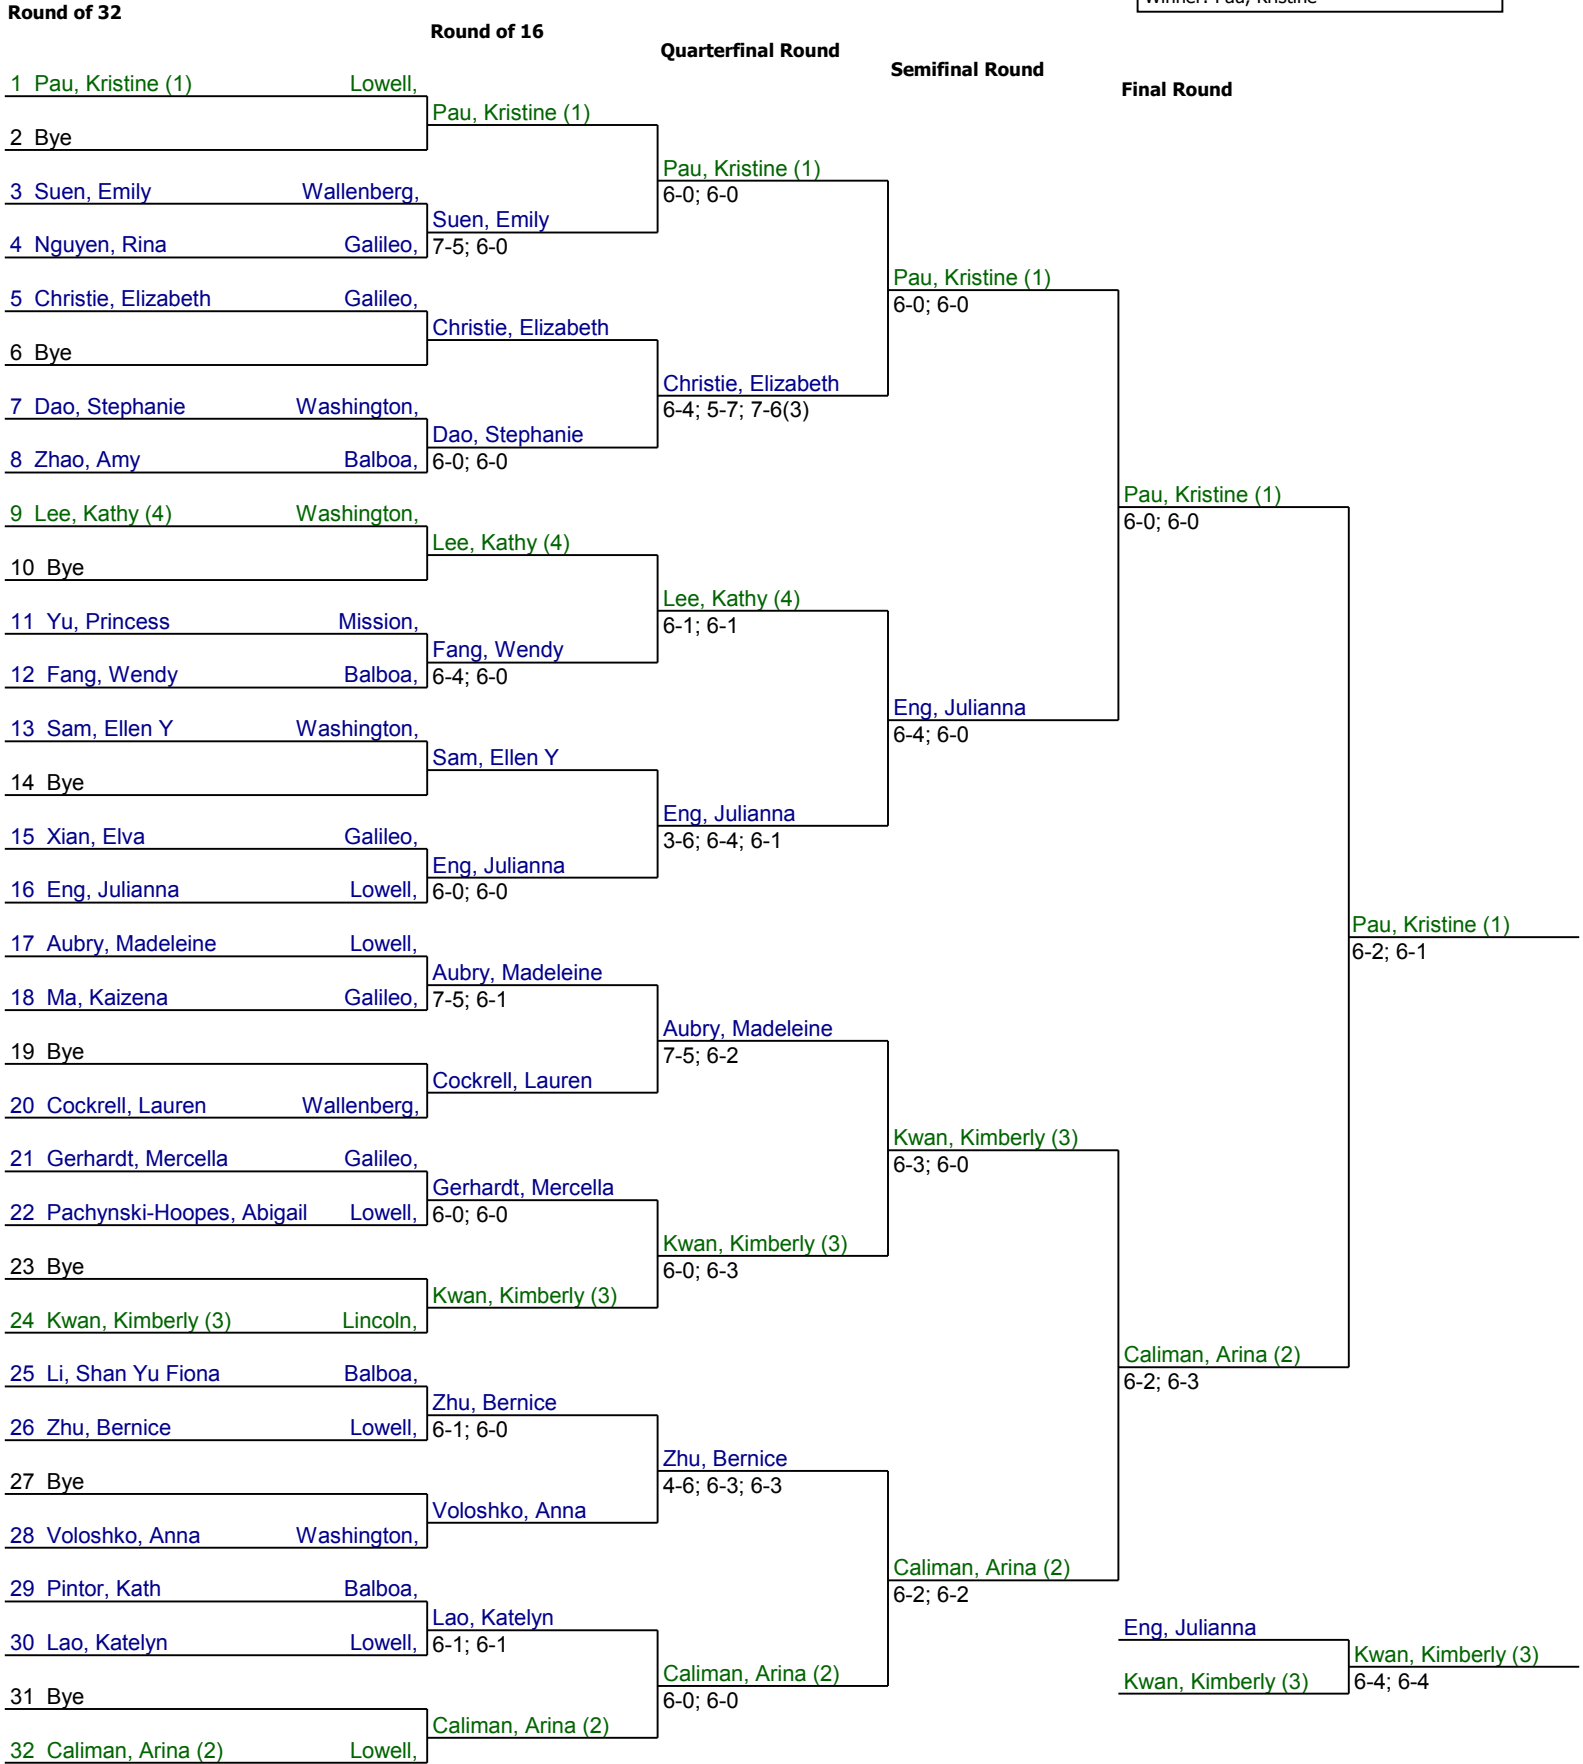 Winner: Pau, Kristine
Round of 32
Round of 16
Quarterfinal Round
Semifinal Round
Final Round
1 Pau, Kristine (1) Lowell,
2 Bye
3 Suen, Emily Wallenberg,
4 Nguyen, Rina Galileo,
5 Christie, Elizabeth Galileo,
6 Bye
7 Dao, Stephanie Washington,
8 Zhao, Amy Balboa,
9 Lee, Kathy (4) Washington,
10 Bye
11 Yu, Princess Mission,
12 Fang, Wendy Balboa,
13 Sam, Ellen Y Washington,
14 Bye
15 Xian, Elva Galileo,
16 Eng, Julianna Lowell,
17 Aubry, Madeleine Lowell,
18 Ma, Kaizena Galileo,
19 Bye
20 Cockrell, Lauren Wallenberg,
21 Gerhardt, Mercella Galileo,
22 Pachynski-Hoopes, Abigail Lowell,
23 Bye
24 Kwan, Kimberly (3) Lincoln,
25 Li, Shan Yu Fiona Balboa,
26 Zhu, Bernice Lowell,
27 Bye
28 Voloshko, Anna Washington,
29 Pintor, Kath Balboa,
30 Lao, Katelyn Lowell,
31 Bye
32 Caliman, Arina (2) Lowell,
Pau, Kristine (1)
Suen, Emily
7-5; 6-0
Christie, Elizabeth
Dao, Stephanie
6-0; 6-0
Lee, Kathy (4)
Fang, Wendy
6-4; 6-0
Sam, Ellen Y
Eng, Julianna
6-0; 6-0
Aubry, Madeleine
7-5; 6-1
Cockrell, Lauren
Gerhardt, Mercella
6-0; 6-0
Kwan, Kimberly (3)
Zhu, Bernice
6-1; 6-0
Voloshko, Anna
Lao, Katelyn
6-1; 6-1
Caliman, Arina (2)
Pau, Kristine (1)
6-0; 6-0
Christie, Elizabeth
6-4; 5-7; 7-6(3)
Lee, Kathy (4)
6-1; 6-1
Eng, Julianna
3-6; 6-4; 6-1
Aubry, Madeleine
7-5; 6-2
Kwan, Kimberly (3)
6-0; 6-3
Zhu, Bernice
4-6; 6-3; 6-3
Caliman, Arina (2)
6-0; 6-0
Pau, Kristine (1)
6-0; 6-0
Eng, Julianna
6-4; 6-0
Kwan, Kimberly (3)
6-3; 6-0
Caliman, Arina (2)
6-2; 6-2
Pau, Kristine (1)
6-0; 6-0
Caliman, Arina (2)
6-2; 6-3
Pau, Kristine (1)
6-2; 6-1
Eng, Julianna
Kwan, Kimberly (3)
Kwan, Kimberly (3)
6-4; 6-4